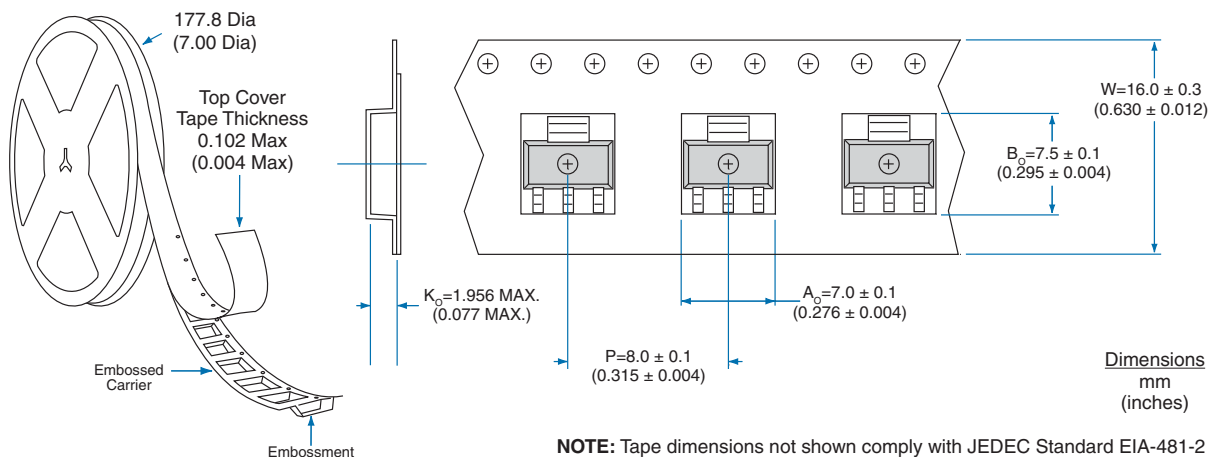 177.8 Dia
(7.00 Dia)
Top Cover
Tape Thickness
0.102 Max
(0.004 Max)
Embossed
Carrier
Embossment
K₀=1.956 MAX.
(0.077 MAX.)
P=8.0 ± 0.1
(0.315 ± 0.004)
A₀=7.0 ± 0.1
(0.276 ± 0.004)
B₀=7.5 ± 0.1
(0.295 ± 0.004)
W=16.0 ± 0.3
(0.630 ± 0.012)
Dimensions
mm
(inches)
NOTE: Tape dimensions not shown comply with JEDEC Standard EIA-481-2